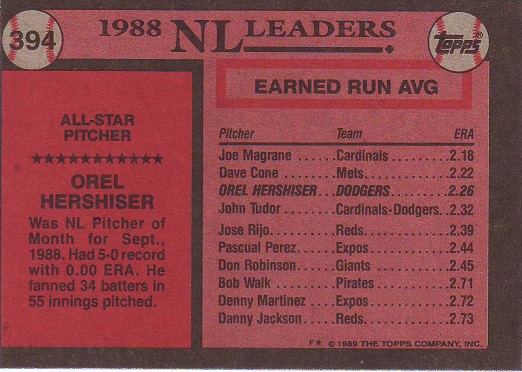 394
1988 NL LEADERS
Topps®
ALL-STAR
PITCHER
★★★★★★★★★★★
OREL
HERSHISER
Was NL Pitcher of
Month for Sept.,
1988. Had 5-0 record
with 0.00 ERA. He
fanned 34 batters in
55 innings pitched.
EARNED RUN AVG
Pitcher Team ERA
Joe Magrane ......Cardinals..........2.18
Dave Cone .......Mets..............2.22
OREL HERSHISER...DODGERS..........2.26
John Tudor .......Cardinals-Dodgers..2.32
Jose Rijo.........Reds..............2.39
Pascual Perez.....Expos.............2.44
Don Robinson.....Giants............2.45
Bob Walk ........Pirates...........2.71
Denny Martinez ...Expos.............2.72
Danny Jackson....Reds..............2.73
F* © 1989 THE TOPPS COMPANY, INC.